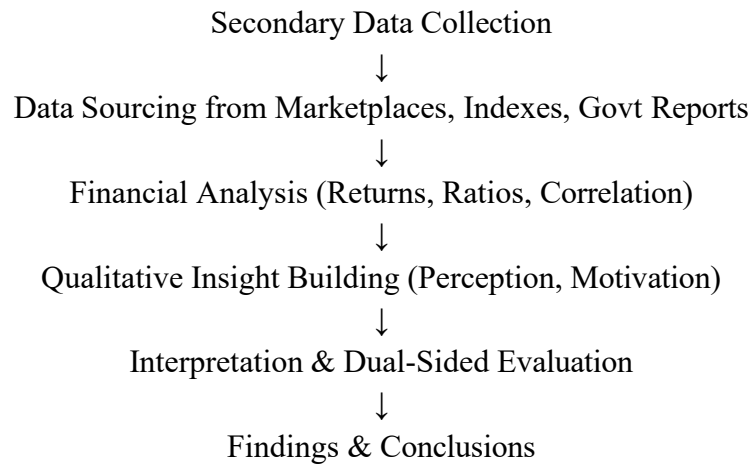 Secondary Data Collection
↓
Data Sourcing from Marketplaces, Indexes, Govt Reports
↓
Financial Analysis (Returns, Ratios, Correlation)
↓
Qualitative Insight Building (Perception, Motivation)
↓
Interpretation & Dual-Sided Evaluation
↓
Findings & Conclusions